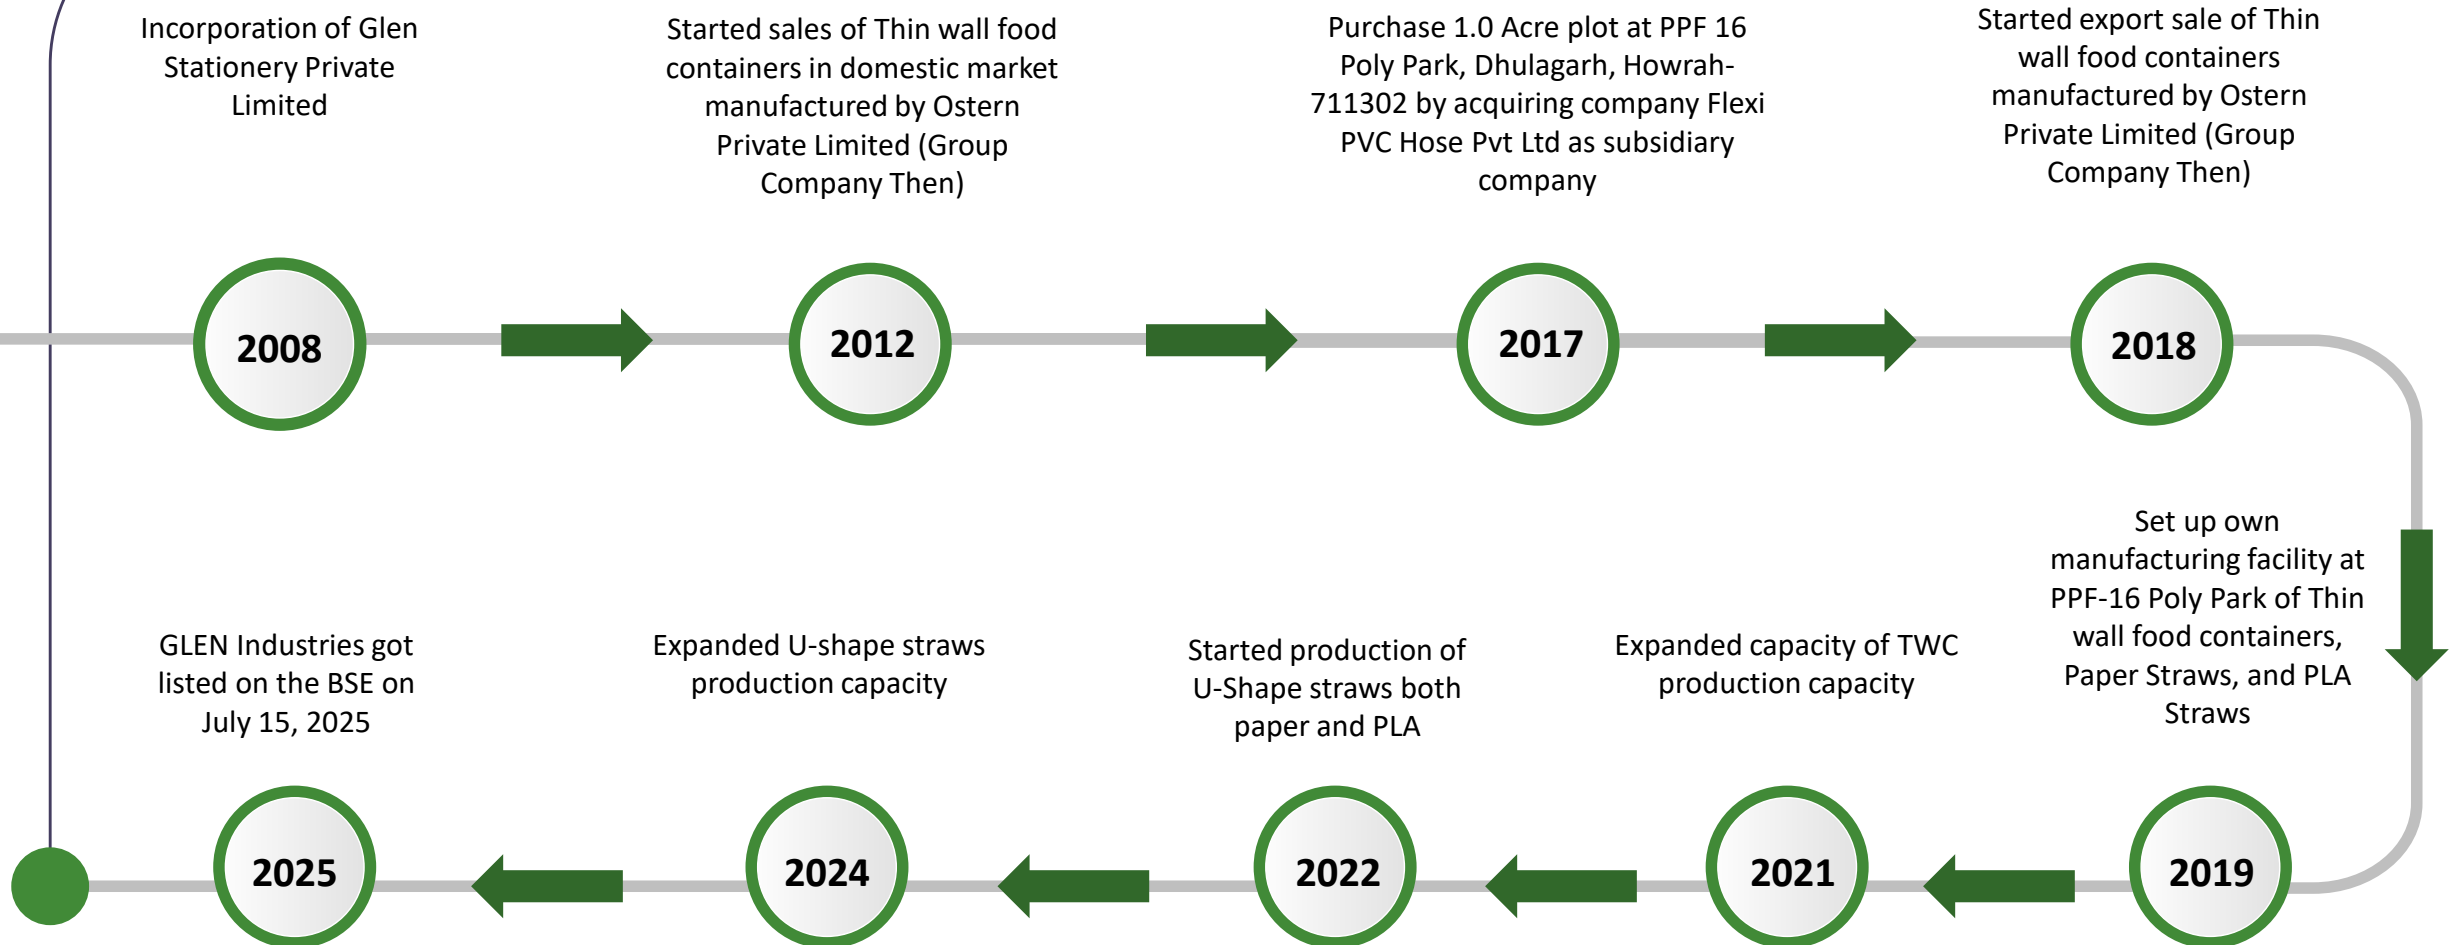 Incorporation of Glen
Stationery Private
Limited
2008
Started sales of Thin wall food
containers in domestic market
manufactured by Ostern
Private Limited (Group
Company Then)
2012
Purchase 1.0 Acre plot at PPF 16
Poly Park, Dhulagarh, Howrah-
711302 by acquiring company Flexi
PVC Hose Pvt Ltd as subsidiary
company
2017
Started export sale of Thin
wall food containers
manufactured by Ostern
Private Limited (Group
Company Then)
2018
Set up own
manufacturing facility at
PPF-16 Poly Park of Thin
wall food containers,
Paper Straws, and PLA
Straws
2019
Expanded capacity of TWC
production capacity
2021
Started production of
U-Shape straws both
paper and PLA
2022
Expanded U-shape straws
production capacity
2024
GLEN Industries got
listed on the BSE on
July 15, 2025
2025